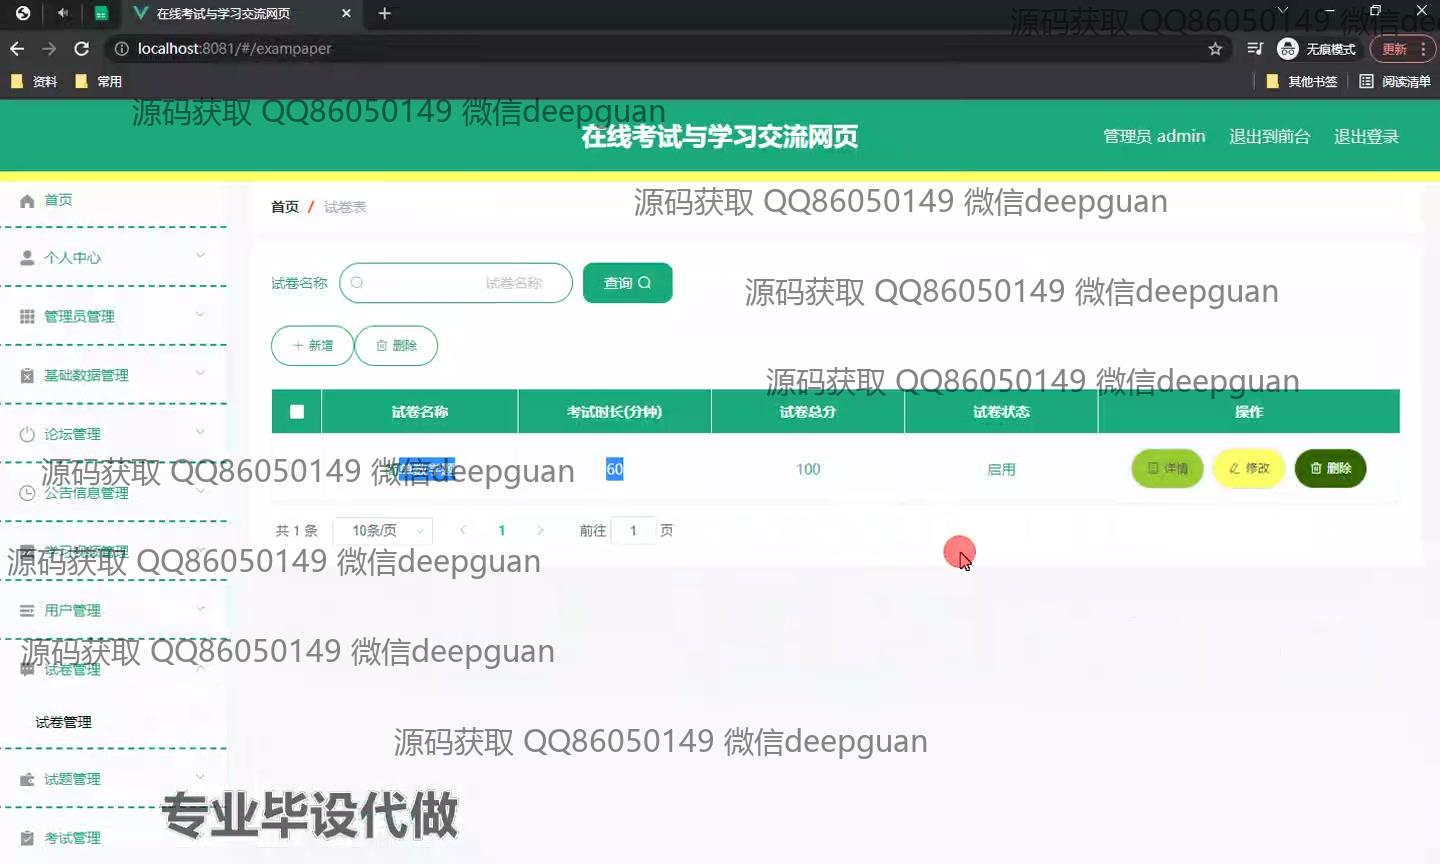 在线考试与学习交流网页
localhost:8081/#/exampaper
无痕模式
更新
资料
常用
其他书签
阅读清单
源码获取 QQ86050149 微信deepguan
源码获取 QQ86050149 微信deepguan
在线考试与学习交流网页
管理员 admin
退出到前台
退出登录
首页
个人中心
管理员管理
基础数据管理
论坛管理
公告信息管理
学习视频管理
用户管理
试卷管理
试卷管理
试题管理
考试管理
首页 / 试卷表
源码获取 QQ86050149 微信deepguan
试卷名称
试卷名称
查询
源码获取 QQ86050149 微信deepguan
新增
删除
源码获取 QQ86050149 微信deepguan
试卷名称 考试时长(分钟) 试卷总分 试卷状态 操作
60 100 启用 详情 修改 删除
源码获取 QQ86050149 微信deepguan
共 1 条 10条/页 1 前往 1 页
源码获取 QQ86050149 微信deepguan
源码获取 QQ86050149 微信deepguan
源码获取 QQ86050149 微信deepguan
专业毕设代做